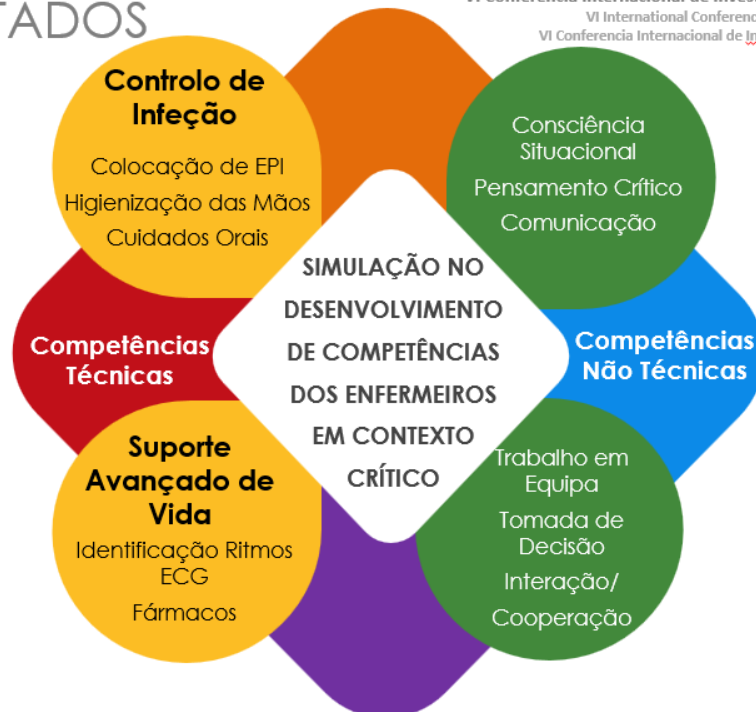 TADOS
VI International Conferenc
VI Conferencia Internacional de In
Controlo de
Infeção
Colocação de EPI
Higienização das Mãos
Cuidados Orais
Consciência
Situacional
Pensamento Crítico
Comunicação
SIMULAÇÃO NO
DESENVOLVIMENTO
DE COMPETÊNCIAS
DOS ENFERMEIROS
EM CONTEXTO
CRÍTICO
Competências
Técnicas
Competências
Não Técnicas
Suporte
Avançado de
Vida
Identificação Ritmos
ECG
Fármacos
Trabalho em
Equipa
Tomada de
Decisão
Interação/
Cooperação